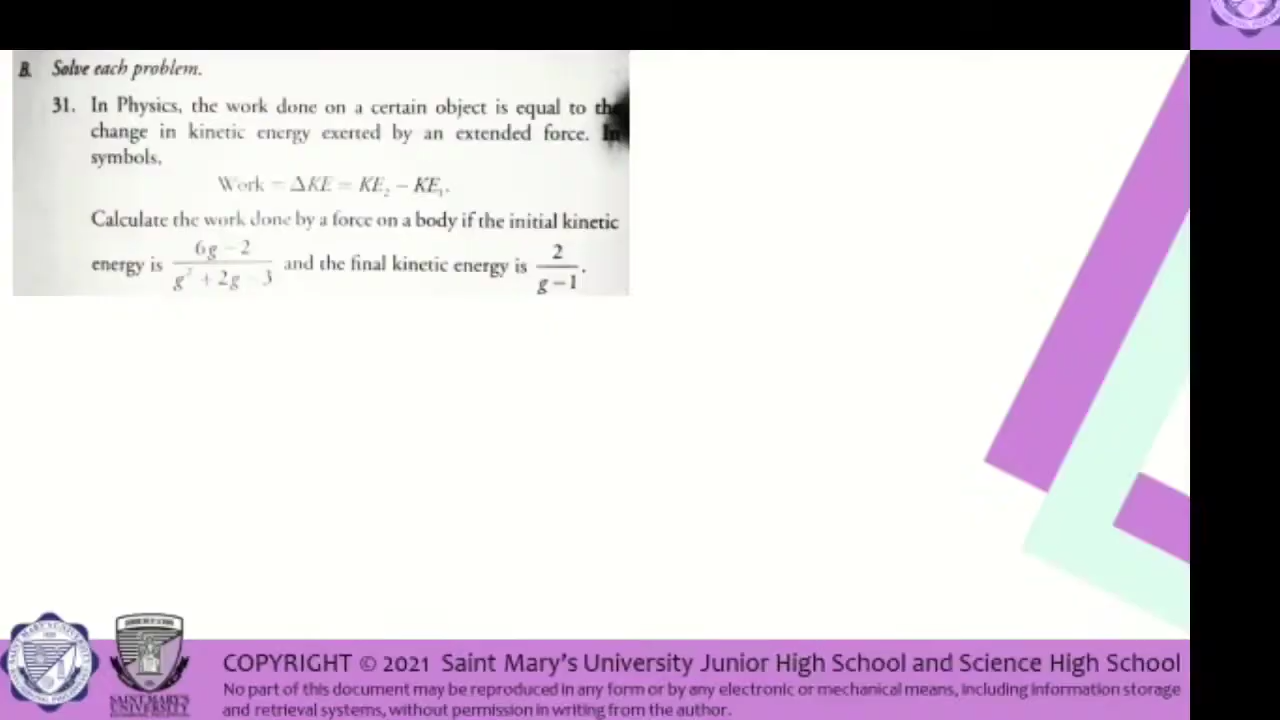 B. Solve each problem.
31. In Physics, the work done on a certain object is equal to the
change in kinetic energy exerted by an extended force. In
symbols,
Work = ΔKE = KE₂ − KE₁.
Calculate the work done by a force on a body if the initial kinetic
energy is (6g − 2)/(g² + 2g − 3) and the final kinetic energy is 2/(g − 1).
SAINT MARY'S
UNIVERSITY
COPYRIGHT © 2021 Saint Mary's University Junior High School and Science High School
No part of this document may be reproduced in any form or by any electronic or mechanical means, including information storage
and retrieval systems, without permission in writing from the author.